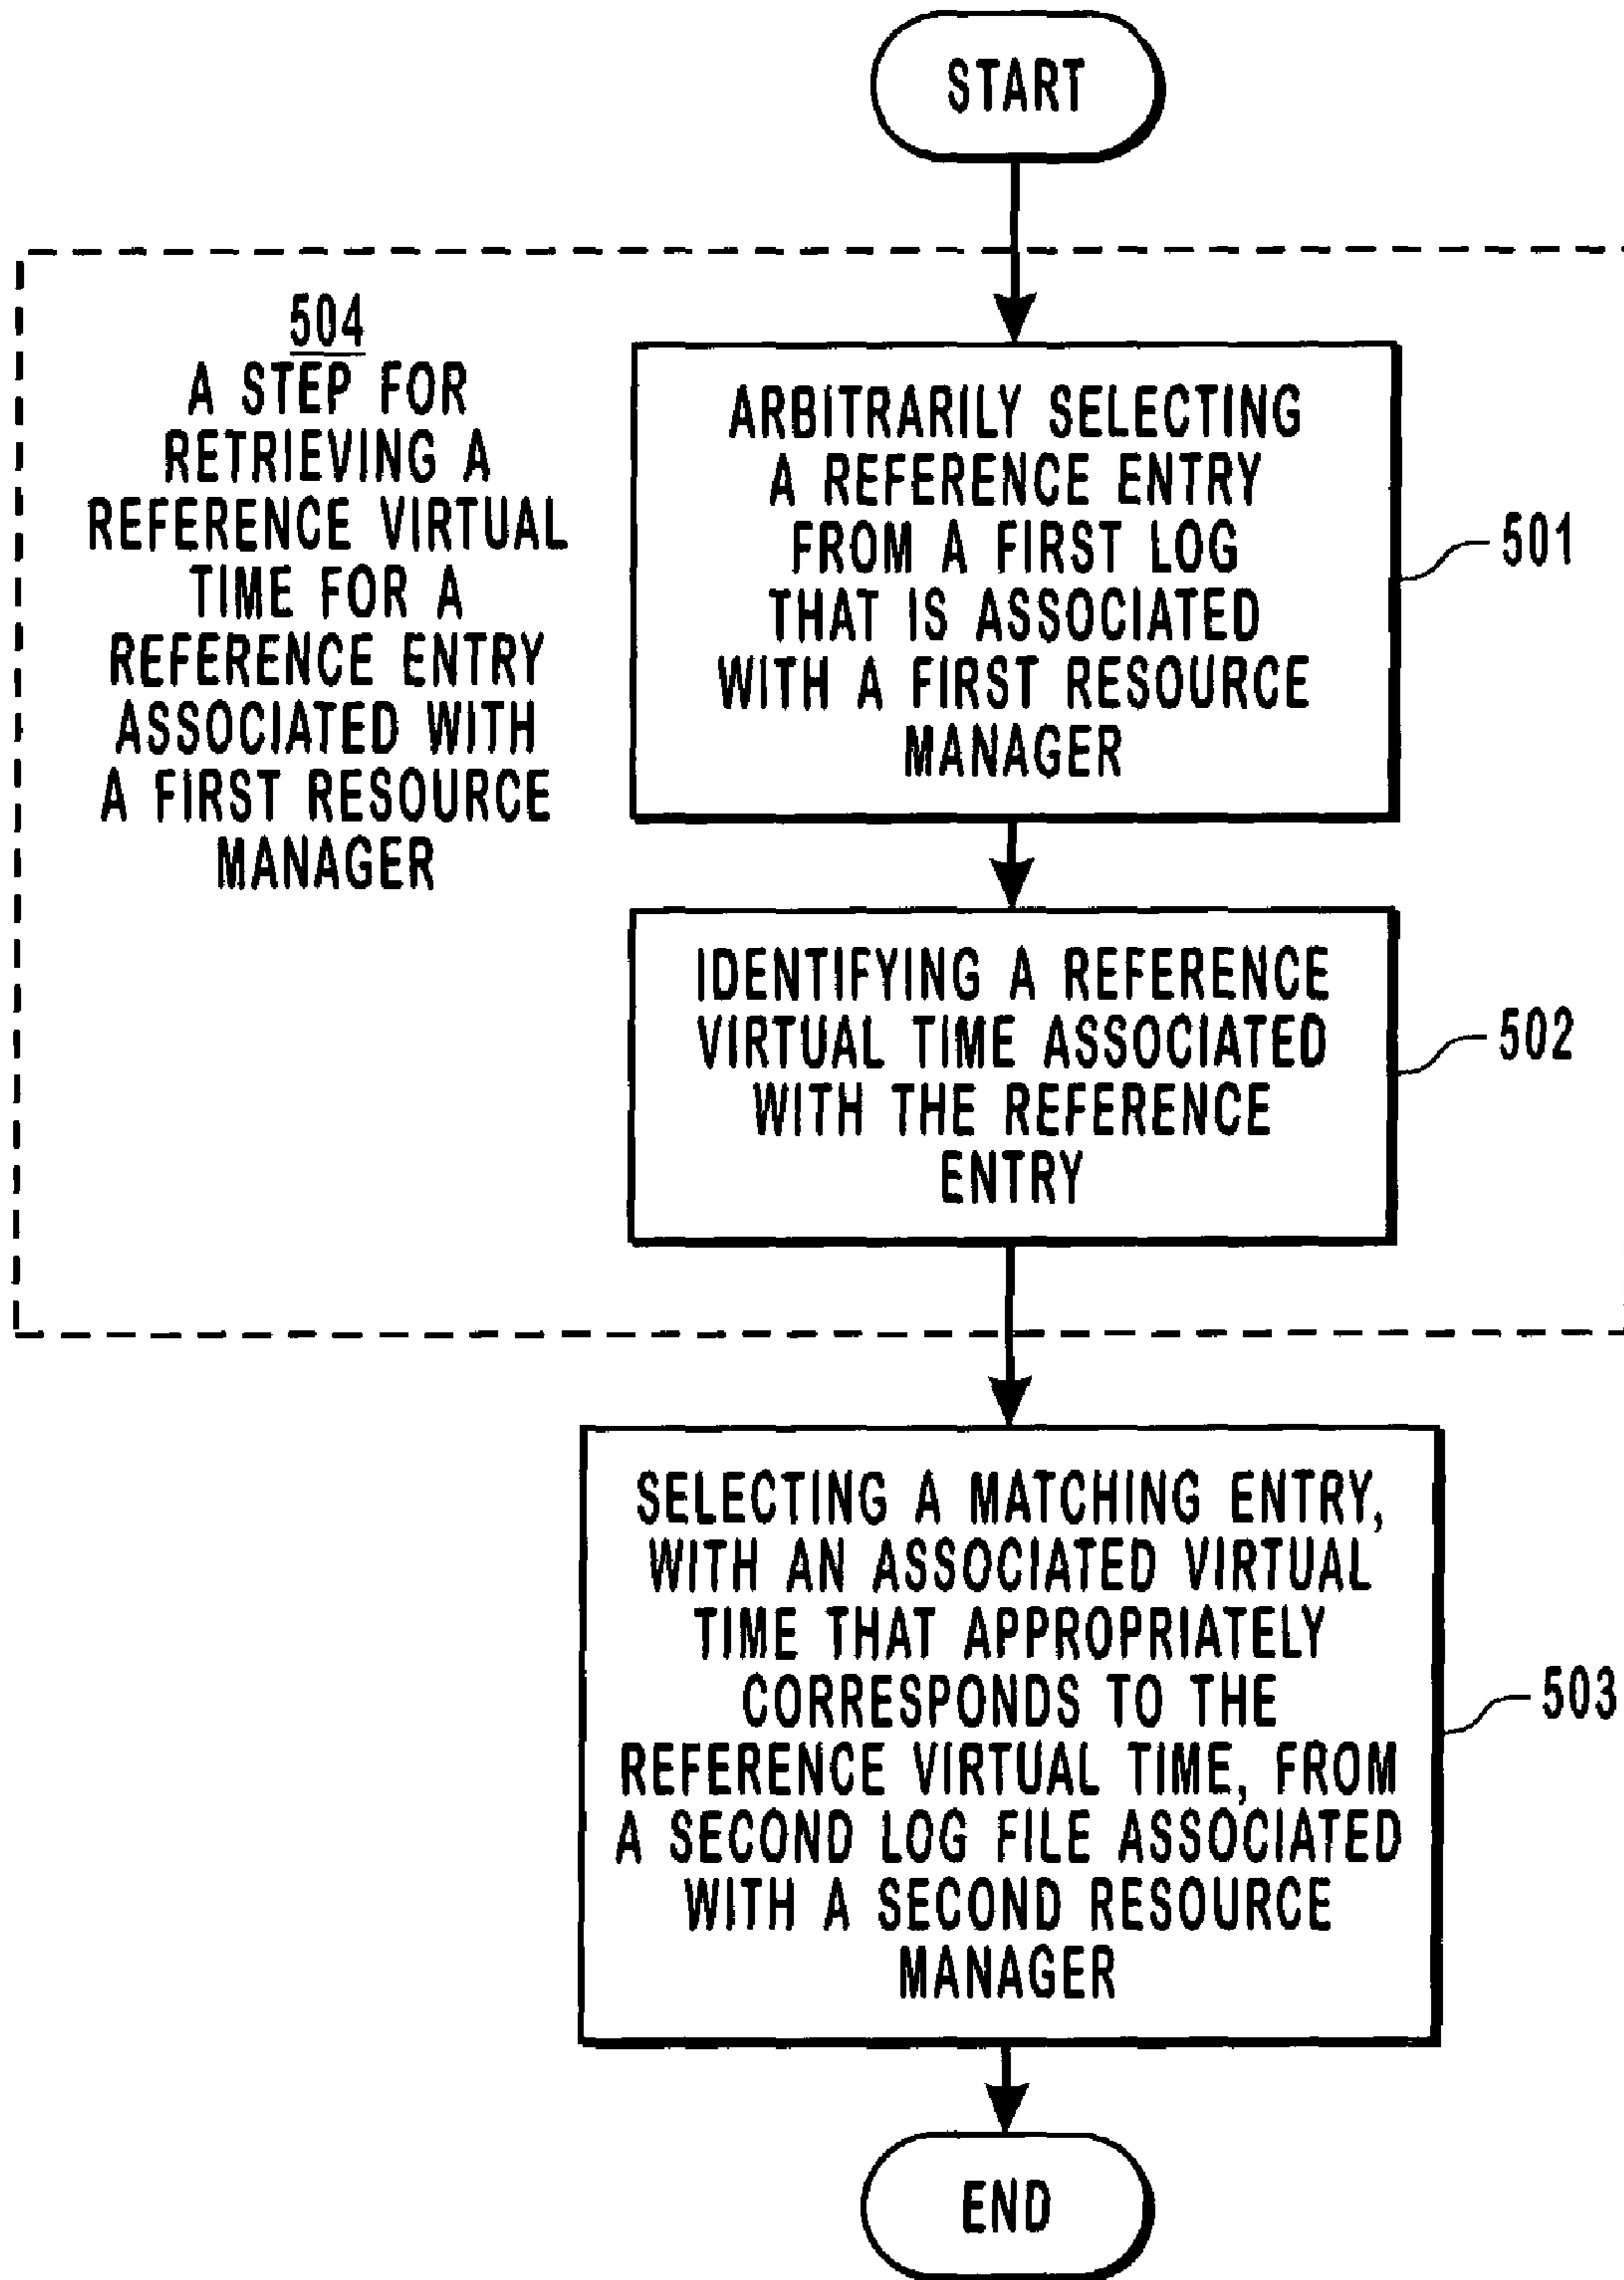 START
504
A STEP FOR
RETRIEVING A
REFERENCE VIRTUAL
TIME FOR A
REFERENCE ENTRY
ASSOCIATED WITH
A FIRST RESOURCE
MANAGER
ARBITRARILY SELECTING
A REFERENCE ENTRY
FROM A FIRST LOG
THAT IS ASSOCIATED
WITH A FIRST RESOURCE
MANAGER
501
IDENTIFYING A REFERENCE
VIRTUAL TIME ASSOCIATED
WITH THE REFERENCE
ENTRY
502
SELECTING A MATCHING ENTRY,
WITH AN ASSOCIATED VIRTUAL
TIME THAT APPROPRIATELY
CORRESPONDS TO THE
REFERENCE VIRTUAL TIME, FROM
A SECOND LOG FILE ASSOCIATED
WITH A SECOND RESOURCE
MANAGER
503
END